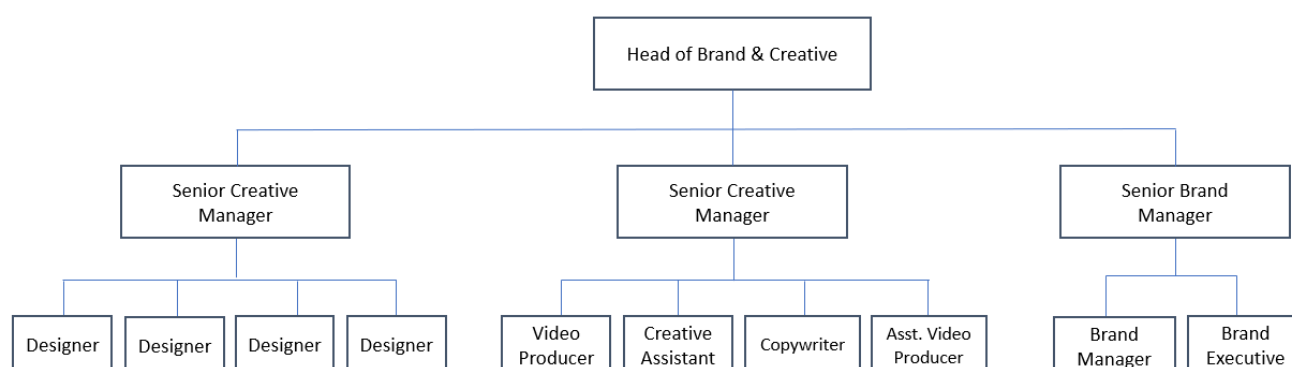 Head of Brand & Creative
Senior Creative
Manager
Senior Creative
Manager
Senior Brand
Manager
Designer
Designer
Designer
Designer
Video
Producer
Creative
Assistant
Copywriter
Asst. Video
Producer
Brand
Manager
Brand
Executive